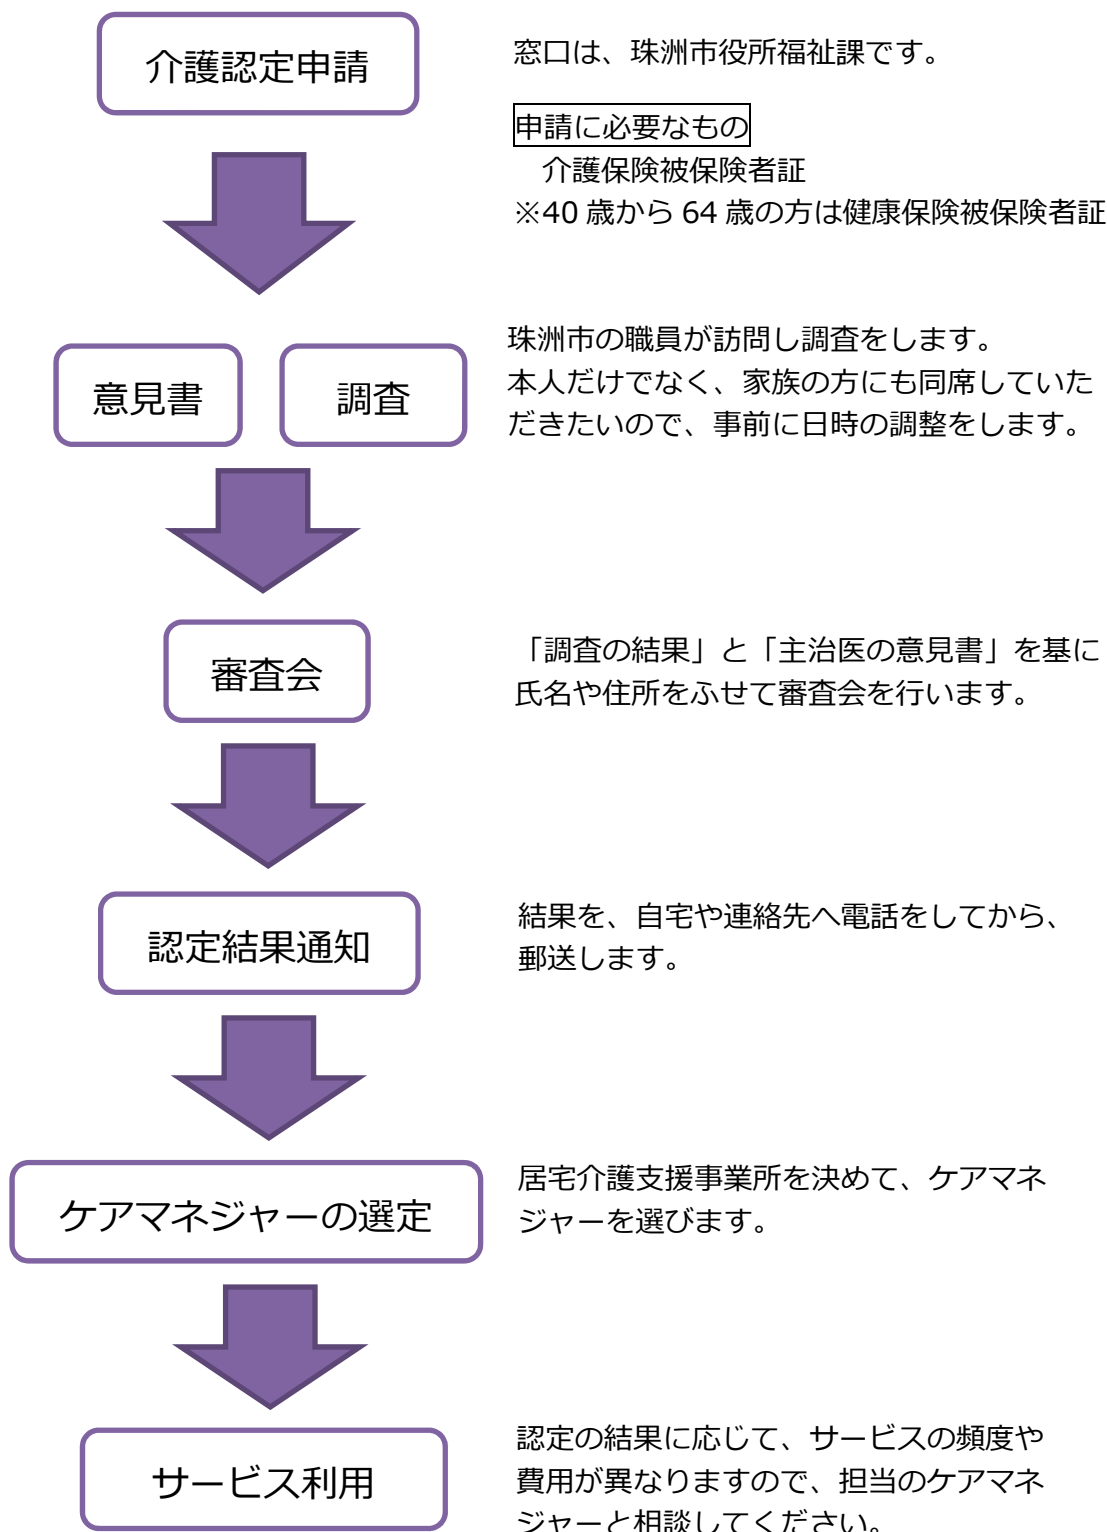 介護認定申請
窓口は、珠洲市役所福祉課です。
申請に必要なもの
介護保険被保険者証
※40 歳から 64 歳の方は健康保険被保険者証
意見書
調査
珠洲市の職員が訪問し調査をします。
本人だけでなく、家族の方にも同席していた
だきたいので、事前に日時の調整をします。
審査会
「調査の結果」と「主治医の意見書」を基に
氏名や住所をふせて審査会を行います。
認定結果通知
結果を、自宅や連絡先へ電話をしてから、
郵送します。
ケアマネジャーの選定
居宅介護支援事業所を決めて、ケアマネ
ジャーを選びます。
サービス利用
認定の結果に応じて、サービスの頻度や
費用が異なりますので、担当のケアマネ
ジャーと相談してください。